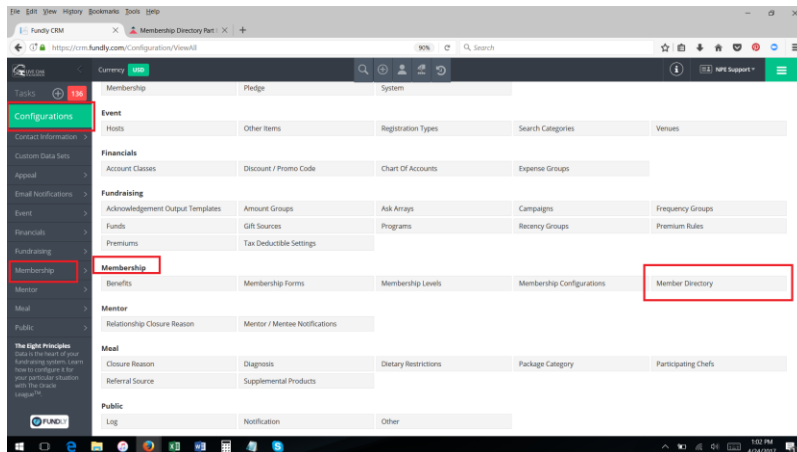 File Edit View History Bookmarks Tools Help
Fundly CRM
Membership Directory Part
https://crm.fundly.com/Configuration/ViewAll
90%
Search
Currency USD
NPE Support
Tasks 136
Membership Pledge System
Configurations
Contact Information
Custom Data Sets
Appeal
Email Notifications
Event
Financials
Fundraising
Membership
Mentor
Meal
Public
The Eight Principles
Data is the heart of your
fundraising system. Learn
how to configure it for
your particular situation
with The Oracle
League™
FUNDLY
Event
Hosts Other Items Registration Types Search Categories Venues
Financials
Account Classes Discount / Promo Code Chart Of Accounts Expense Groups
Fundraising
Acknowledgement Output Templates Amount Groups Ask Arrays Campaigns Frequency Groups
Funds Gift Sources Programs Recency Groups Premium Rules
Premiums Tax Deductible Settings
Membership
Benefits Membership Forms Membership Levels Membership Configurations Member Directory
Mentor
Relationship Closure Reason Mentor / Mentee Notifications
Meal
Closure Reason Diagnosis Dietary Restrictions Package Category Participating Chefs
Referral Source Supplemental Products
Public
Log Notification Other
1:02 PM
4/24/2017